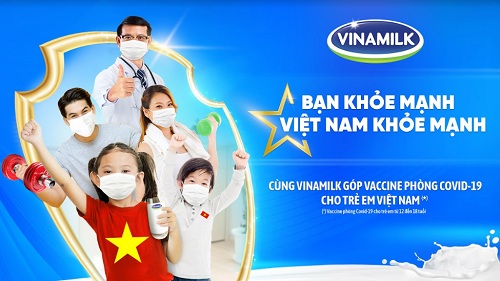 VINAMILK
BẠN KHỎE MẠNH
VIỆT NAM KHỎE MẠNH
CÙNG VINAMILK GÓP VACCINE PHÒNG COVID-19
CHO TRẺ EM VIỆT NAM (*)
(*) Vaccine phòng Covid-19 cho trẻ em từ 12 đến 18 tuổi